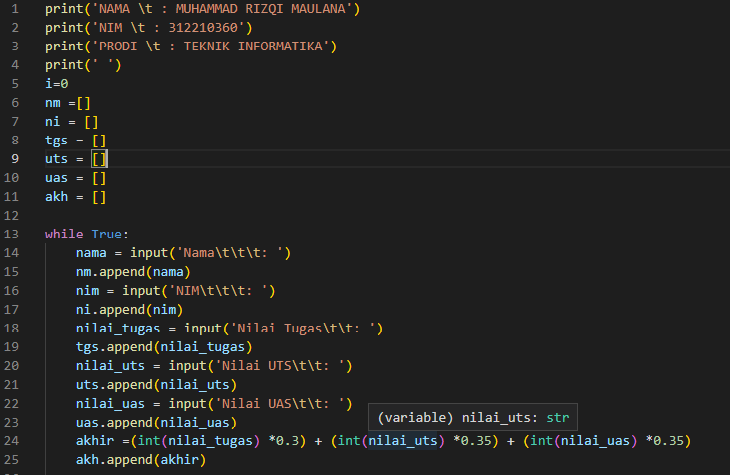 1 print('NAMA \t : MUHAMMAD RIZQI MAULANA')
2 print('NIM \t : 312210360')
3 print('PRODI \t : TEKNIK INFORMATIKA')
4 print(' ')
5 i=0
6 nm =[]
7 ni = []
8 tgs = []
9 uts = []
10 uas = []
11 akh = []
12
13 while True:
14 nama = input('Nama\t\t\t: ')
15 nm.append(nama)
16 nim = input('NIM\t\t\t: ')
17 ni.append(nim)
18 nilai_tugas = input('Nilai Tugas\t\t: ')
19 tgs.append(nilai_tugas)
20 nilai_uts = input('Nilai UTS\t\t: ')
21 uts.append(nilai_uts)
22 nilai_uas = input('Nilai UAS\t\t: ')
(variable) nilai_uts: str
23 uas.append(nilai_uas)
24 akhir =(int(nilai_tugas) *0.3) + (int(nilai_uts) *0.35) + (int(nilai_uas) *0.35)
25 akh.append(akhir)